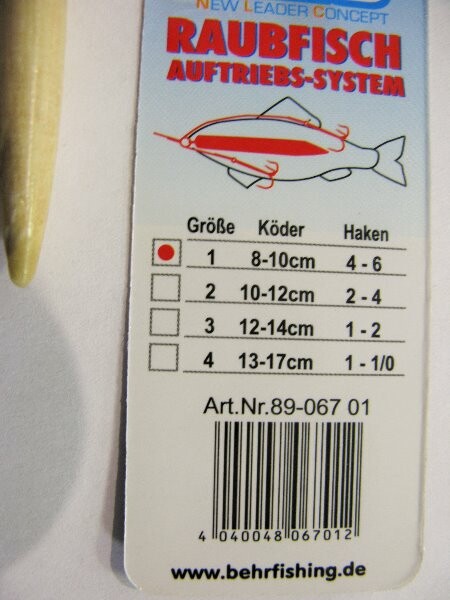 NEW LEADER CONCEPT
RAUBFISCH
AUFTRIEBS-SYSTEM
Größe Köder Haken
1 8-10cm 4 - 6
2 10-12cm 2 - 4
3 12-14cm 1 - 2
4 13-17cm 1 - 1/0
Art.Nr.89-067 01
4 040048 067012
www.behrfishing.de